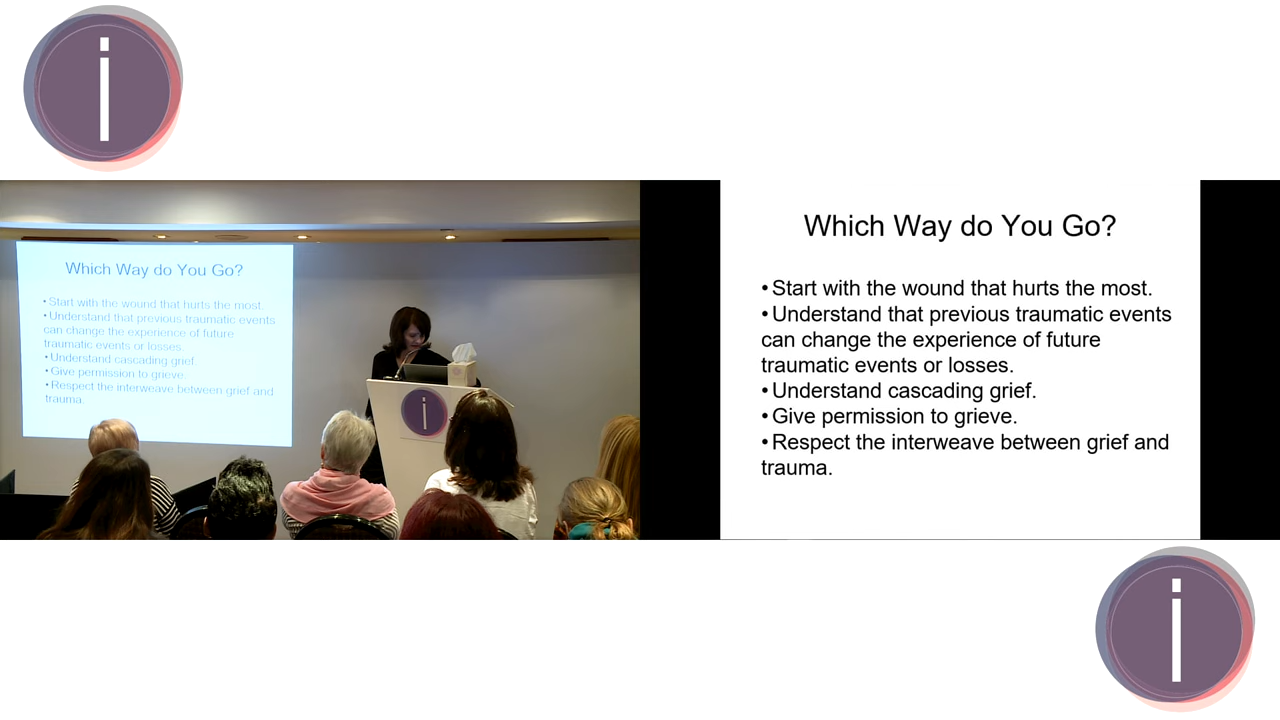 i
Which Way do You Go?
• Start with the wound that hurts the most.
• Understand that previous traumatic events
can change the experience of future
traumatic events or losses.
• Understand cascading grief.
• Give permission to grieve.
• Respect the interweave between grief and
trauma.
i
Which Way do You Go?
• Start with the wound that hurts the most.
• Understand that previous traumatic events
can change the experience of future
traumatic events or losses.
• Understand cascading grief.
• Give permission to grieve.
• Respect the interweave between grief and
trauma.
i